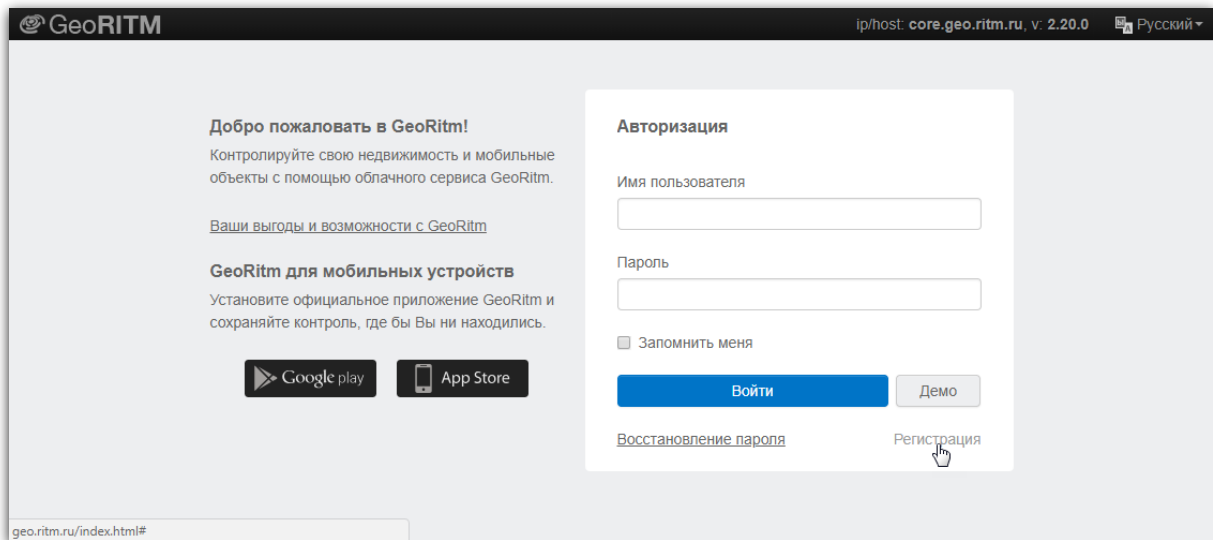 GeoRITM
ip/host: core.geo.ritm.ru, v: 2.20.0
Русский
Добро пожаловать в GeoRitm!
Контролируйте свою недвижимость и мобильные
объекты с помощью облачного сервиса GeoRitm.
Ваши выгоды и возможности с GeoRitm
GeoRitm для мобильных устройств
Установите официальное приложение GeoRitm и
сохраняйте контроль, где бы Вы ни находились.
Google play
App Store
Авторизация
Имя пользователя
Пароль
Запомнить меня
Войти
Демо
Восстановление пароля
Регистрация
geo.ritm.ru/index.html#